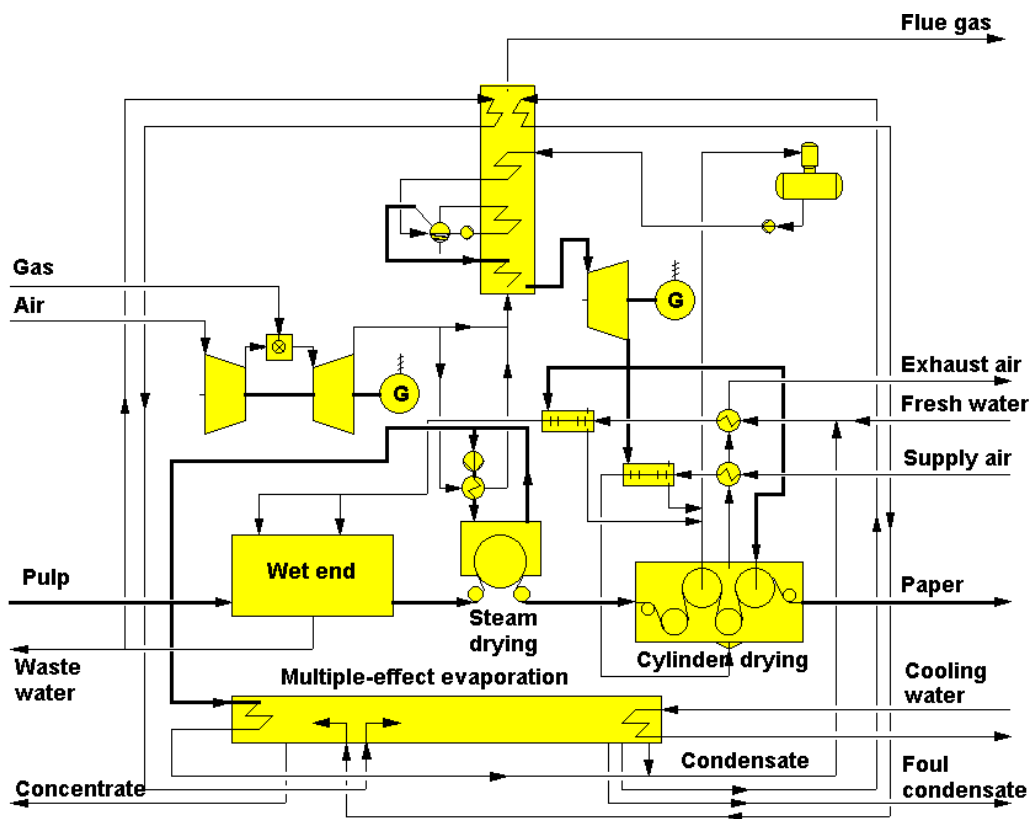 Flue gas
Gas
Air
G
G
Exhaust air
Fresh water
Supply air
Wet end
Pulp
Paper
Steam
drying
Cylinder drying
Waste
water
Multiple-effect evaporation
Cooling
water
Condensate
Foul
condensate
Concentrate